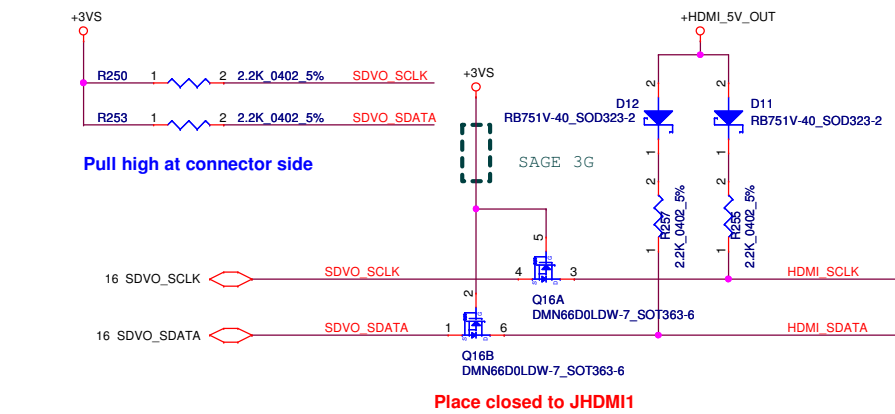 +3VS
+HDMI_5V_OUT
R250 1 2 2.2K_0402_5% SDVO_SCLK
+3VS
R253 1 2 2.2K_0402_5% SDVO_SDATA
2 2
D12 D11
RB751V-40_SOD323-2 RB751V-40_SOD323-2
1 1
Pull high at connector side
SAGE 3G
2 2
R257 R255
2.2K_0402_5% 2.2K_0402_5%
1 1
5
16 SDVO_SCLK SDVO_SCLK 4 3 HDMI_SCLK
Q16A
DMN66D0LDW-7_SOT363-6
2
16 SDVO_SDATA SDVO_SDATA 1 6 HDMI_SDATA
Q16B
DMN66D0LDW-7_SOT363-6
Place closed to JHDMI1